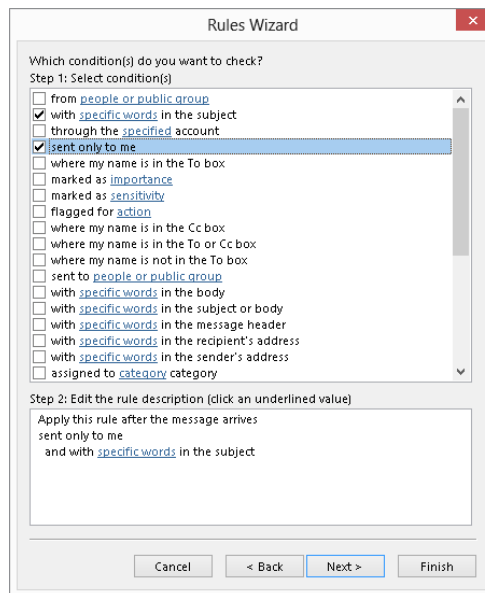 Rules Wizard
Which condition(s) do you want to check?
Step 1: Select condition(s)
from people or public group
with specific words in the subject
through the specified account
sent only to me
where my name is in the To box
marked as importance
marked as sensitivity
flagged for action
where my name is in the Cc box
where my name is in the To or Cc box
where my name is not in the To box
sent to people or public group
with specific words in the body
with specific words in the subject or body
with specific words in the message header
with specific words in the recipient's address
with specific words in the sender's address
assigned to category category
Step 2: Edit the rule description (click an underlined value)
Apply this rule after the message arrives
sent only to me
and with specific words in the subject
Cancel < Back Next > Finish